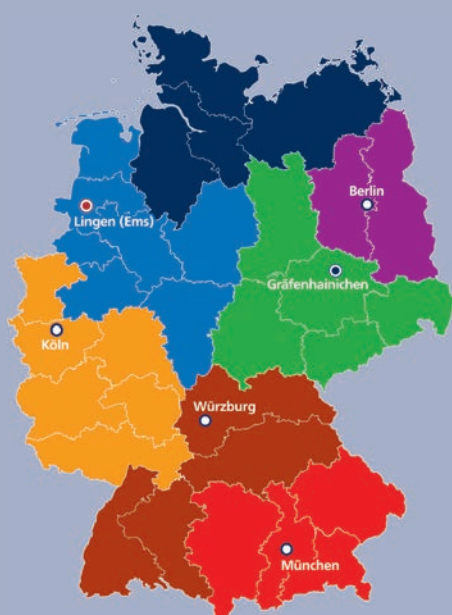 Berlin
Lingen (Ems)
Gräfenhainichen
Köln
Würzburg
München